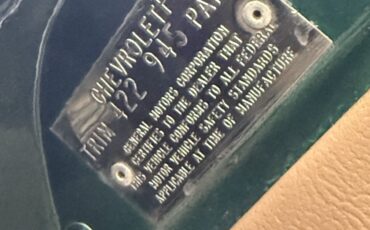 CHEVROLET
TRIM 422 945 PA
GENERAL MOTORS CORPORATION
CERTIFIES TO THE DEALER THAT
THIS VEHICLE CONFORMS TO ALL FEDERAL
MOTOR VEHICLE SAFETY STANDARDS
APPLICABLE AT TIME OF MANUFACTURE